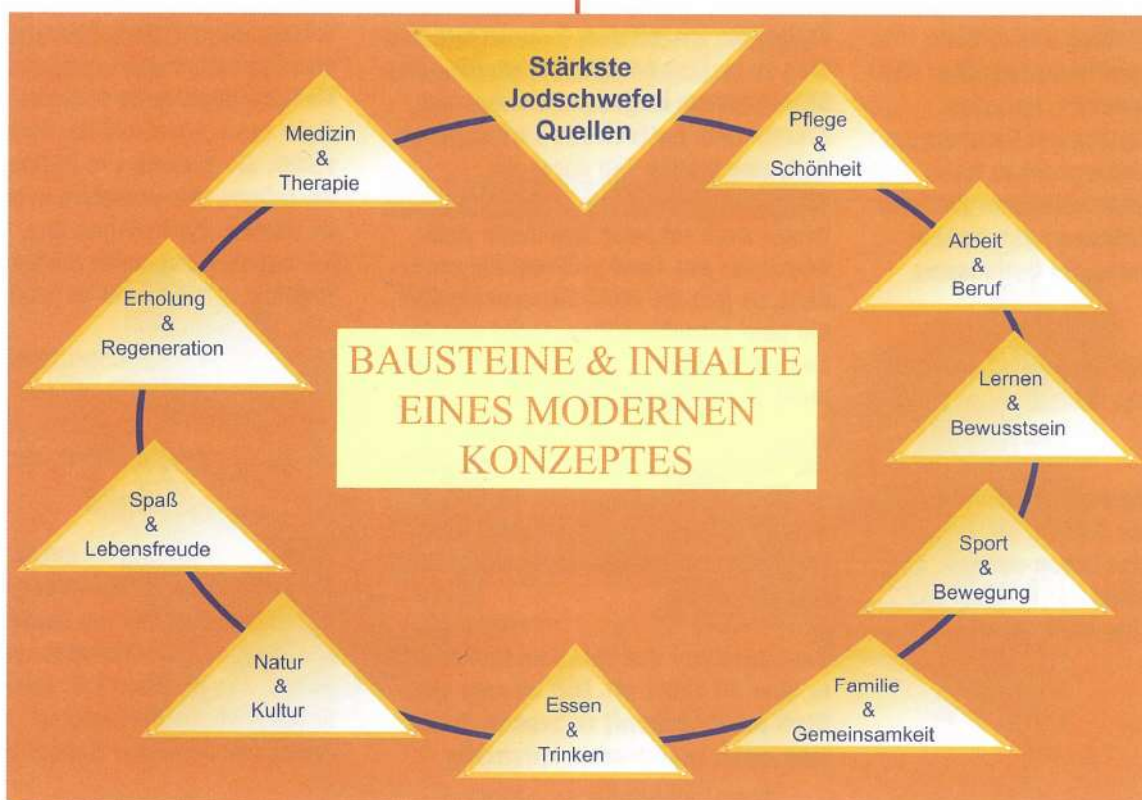 Stärkste
Jodschwefel
Quellen
Pflege
&
Schönheit
Arbeit
&
Beruf
Lernen
&
Bewusstsein
Sport
&
Bewegung
Familie
&
Gemeinsamkeit
Essen
&
Trinken
Natur
&
Kultur
Spaß
&
Lebensfreude
Erholung
&
Regeneration
Medizin
&
Therapie
BAUSTEINE & INHALTE
EINES MODERNEN
KONZEPTES